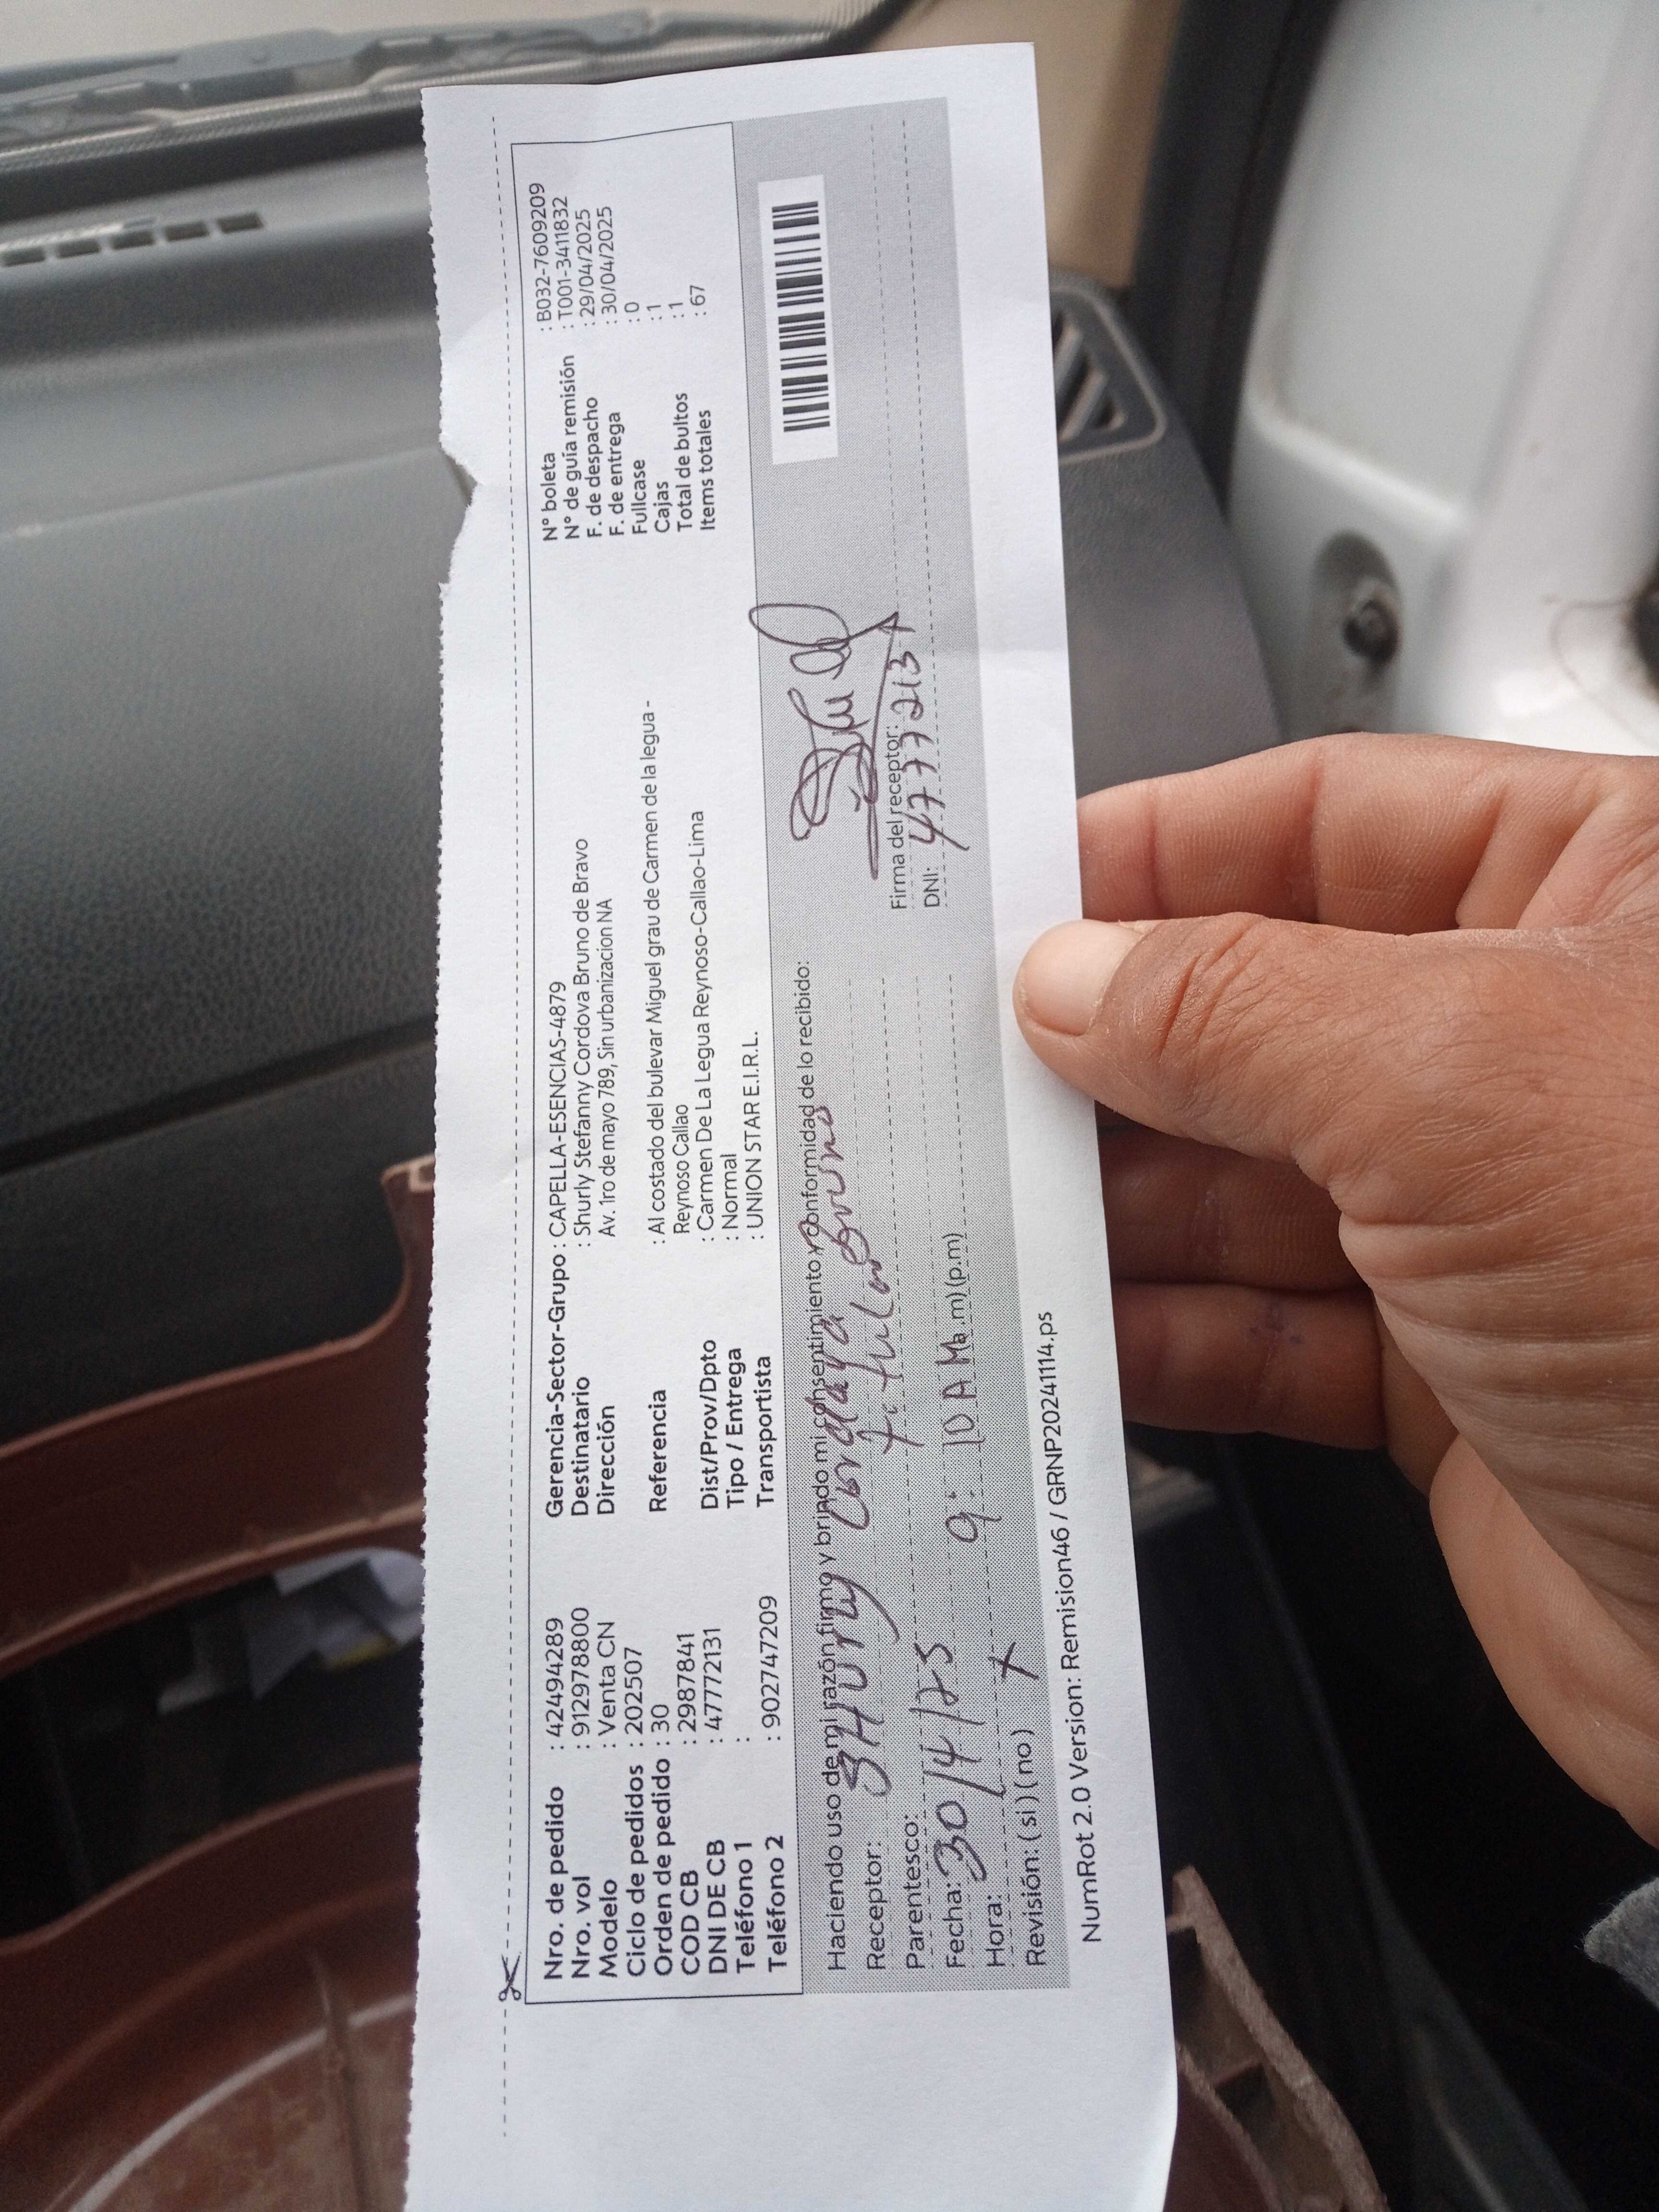 Nro. de pedido : 42494289
Nro. vol : 912978800
Modelo : Venta CN
Ciclo de pedidos : 202507
Orden de pedido : 30
COD CB : 2987841
DNI DE CB : 47772131
Teléfono 1 :
Teléfono 2 : 902747209
Gerencia-Sector-Grupo : CAPELLA-ESENCIAS-4879
Destinatario : Shurly Stefanny Cordova Bruno de Bravo
Dirección Av. 1ro de mayo 789, Sin urbanizacion NA
Referencia : Al costado del bulevar Miguel grau de Carmen de la legua -
Reynoso Callao
Dist/Prov/Dpto : Carmen De La Legua Reynoso-Callao-Lima
Tipo / Entrega : Normal
Transportista : UNION STAR E.I.R.L.
N° boleta : B032-7609209
N° de guía remisión : T001-3411832
F. de despacho : 29/04/2025
F. de entrega : 30/04/2025
Fullcase : 0
Cajas : 1
Total de bultos : 1
Items totales : 67
Haciendo uso de mi razón firmo y brindo mi consentimiento y conformidad de lo recibido:
Receptor: SHURLY Cordova Bruno
Parentesco: Titular
Fecha: 30/4/25
Hora: 9:10 AM (a.m) (p.m)
Revisión: ( si ) ( no ) X
Firma del receptor:
DNI: 47772131
NumRot 2.0 Version: Remision46 / GRNP20241114.ps